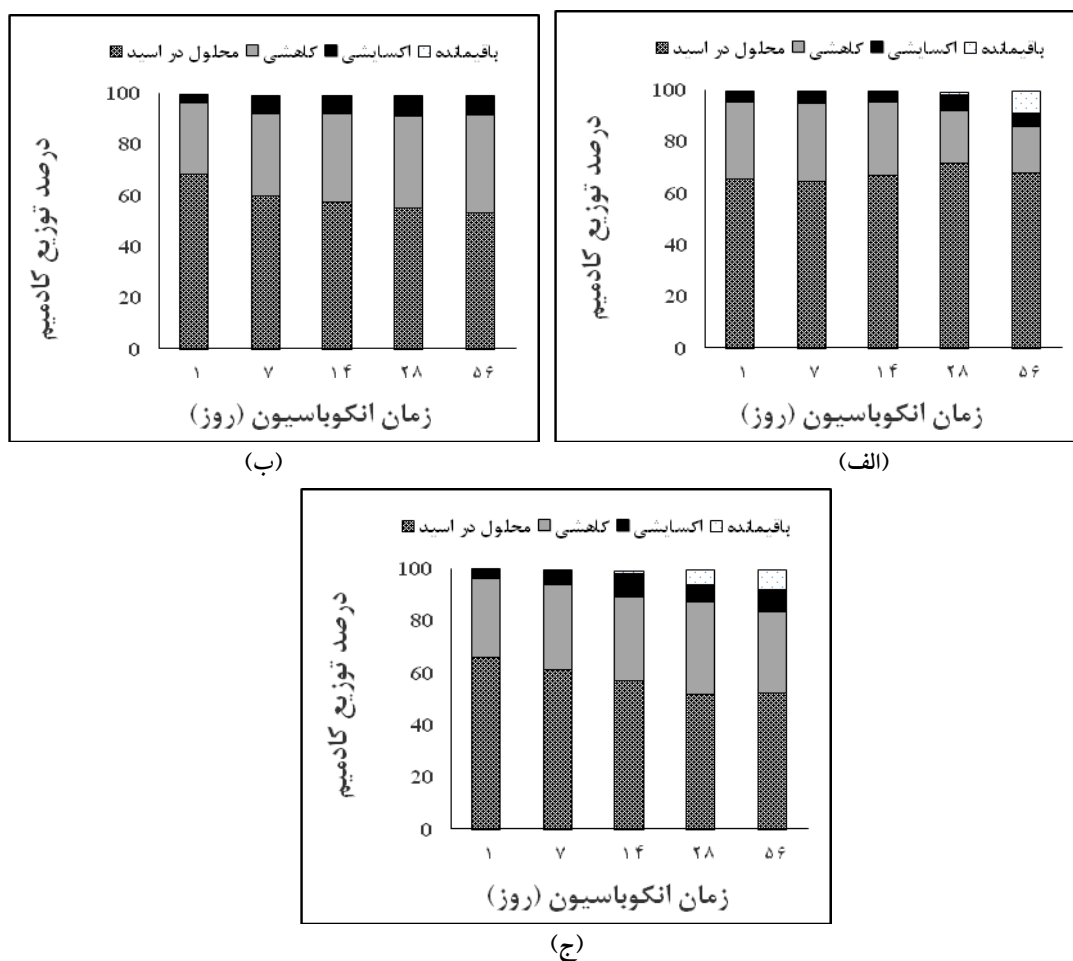 باقیمانده اکسایشی کاهشی محلول در اسید
درصد توزیع کادمیم
100
80
60
40
20
0
۱ ۷ ۱۴ ۲۸ ۵۶
زمان انکوباسیون (روز)
(الف)
باقیمانده اکسایشی کاهشی محلول در اسید
درصد توزیع کادمیم
100
80
60
40
20
0
۱ ۷ ۱۴ ۲۸ ۵۶
زمان انکوباسیون (روز)
(ب)
باقیمانده اکسایشی کاهشی محلول در اسید
درصد توزیع کادمیم
100
80
60
40
20
0
۱ ۷ ۱۴ ۲۸ ۵۶
زمان انکوباسیون (روز)
(ج)